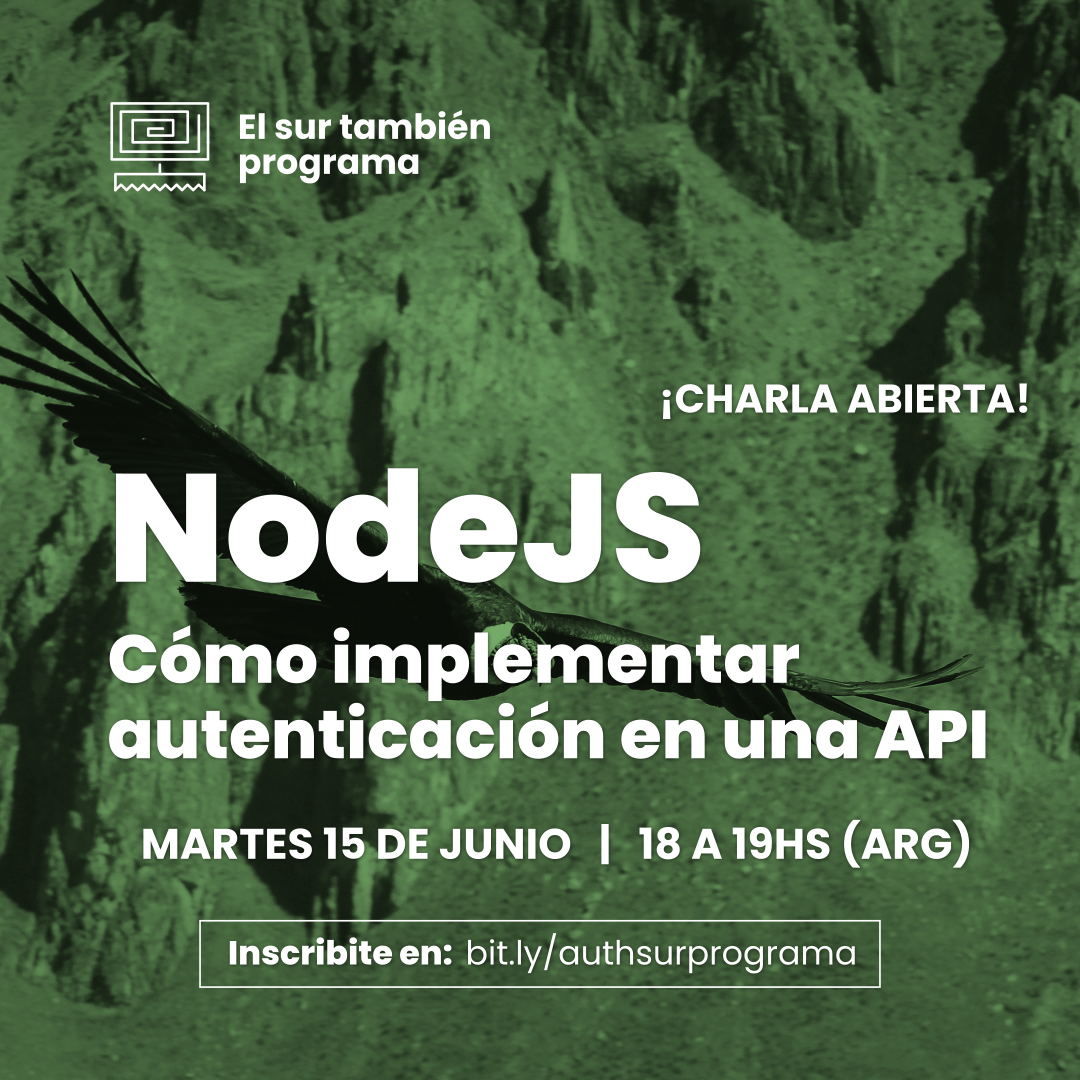 El sur también
programa
¡CHARLA ABIERTA!
NodeJS
Cómo implementar
autenticación en una API
MARTES 15 DE JUNIO | 18 A 19HS (ARG)
Inscribite en: bit.ly/authsurprograma